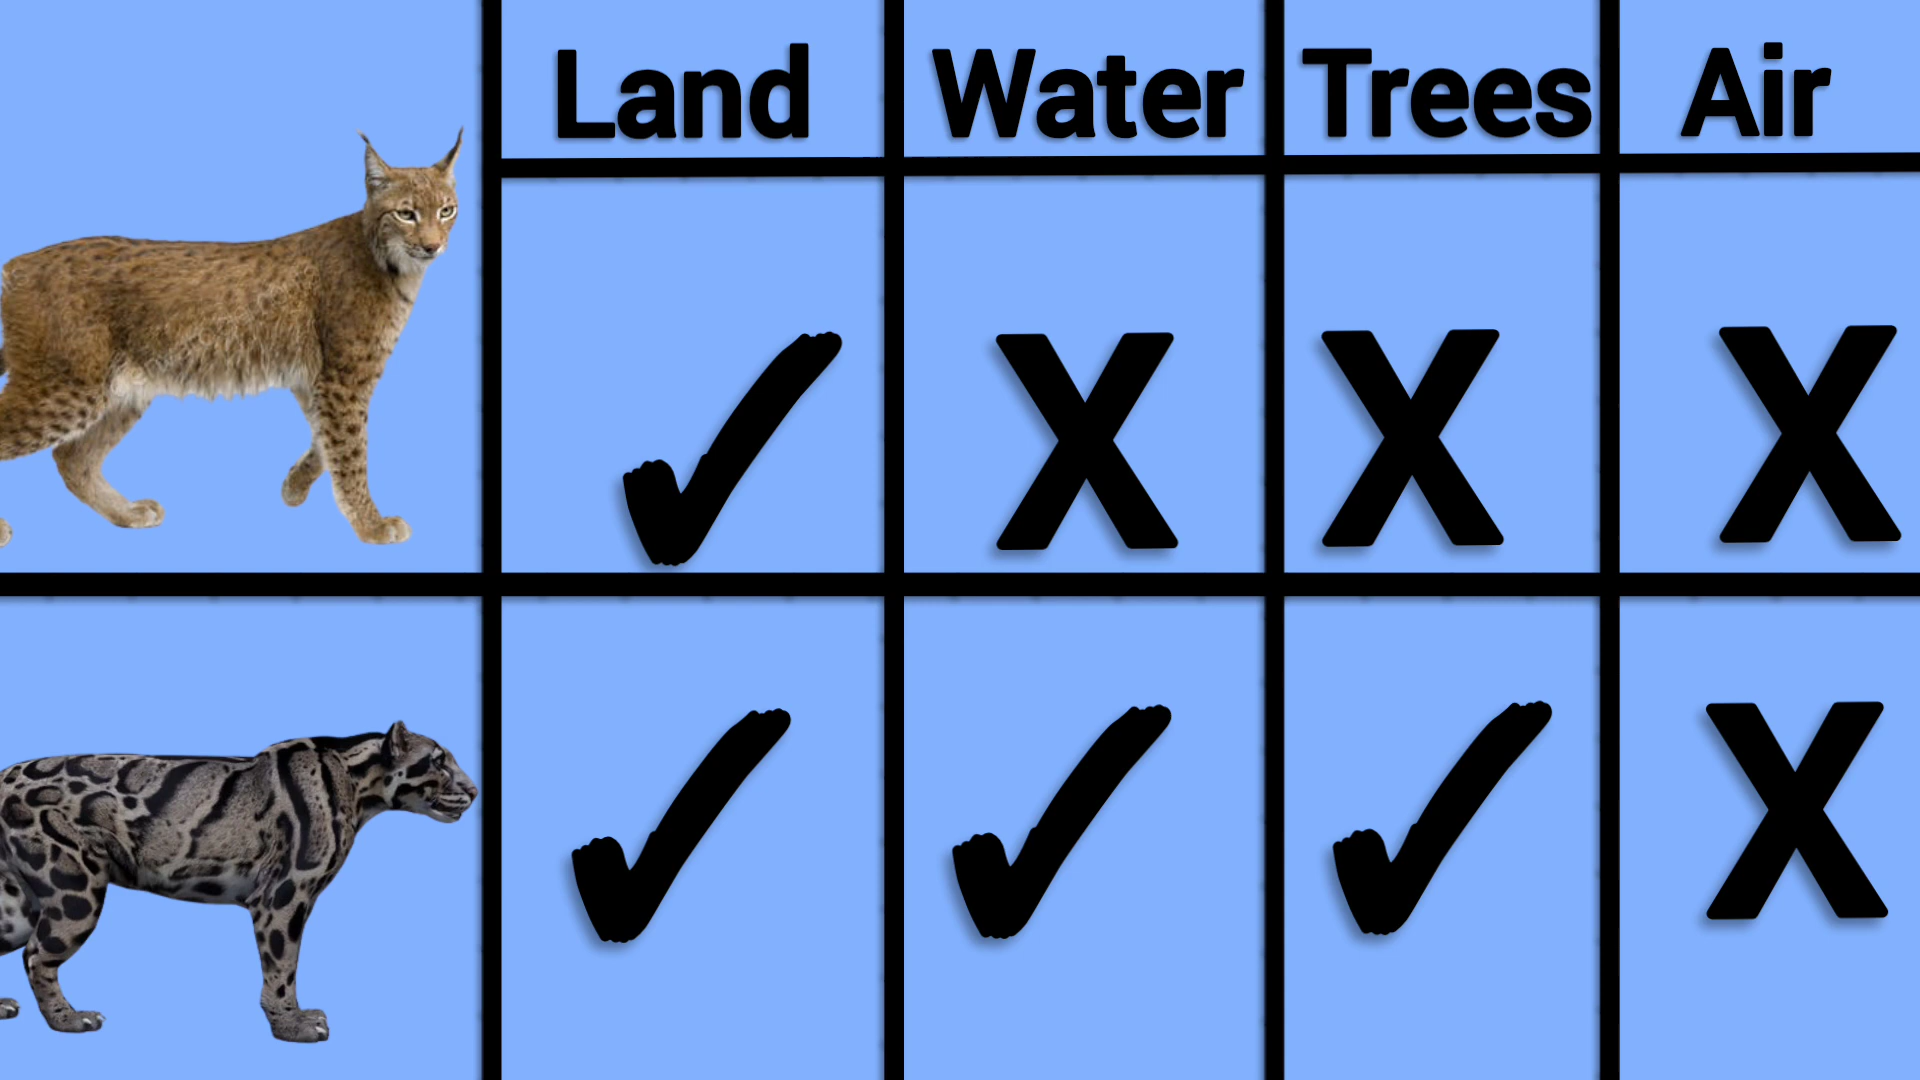 Land Water Trees Air
✓ X X X
✓ ✓ ✓ X